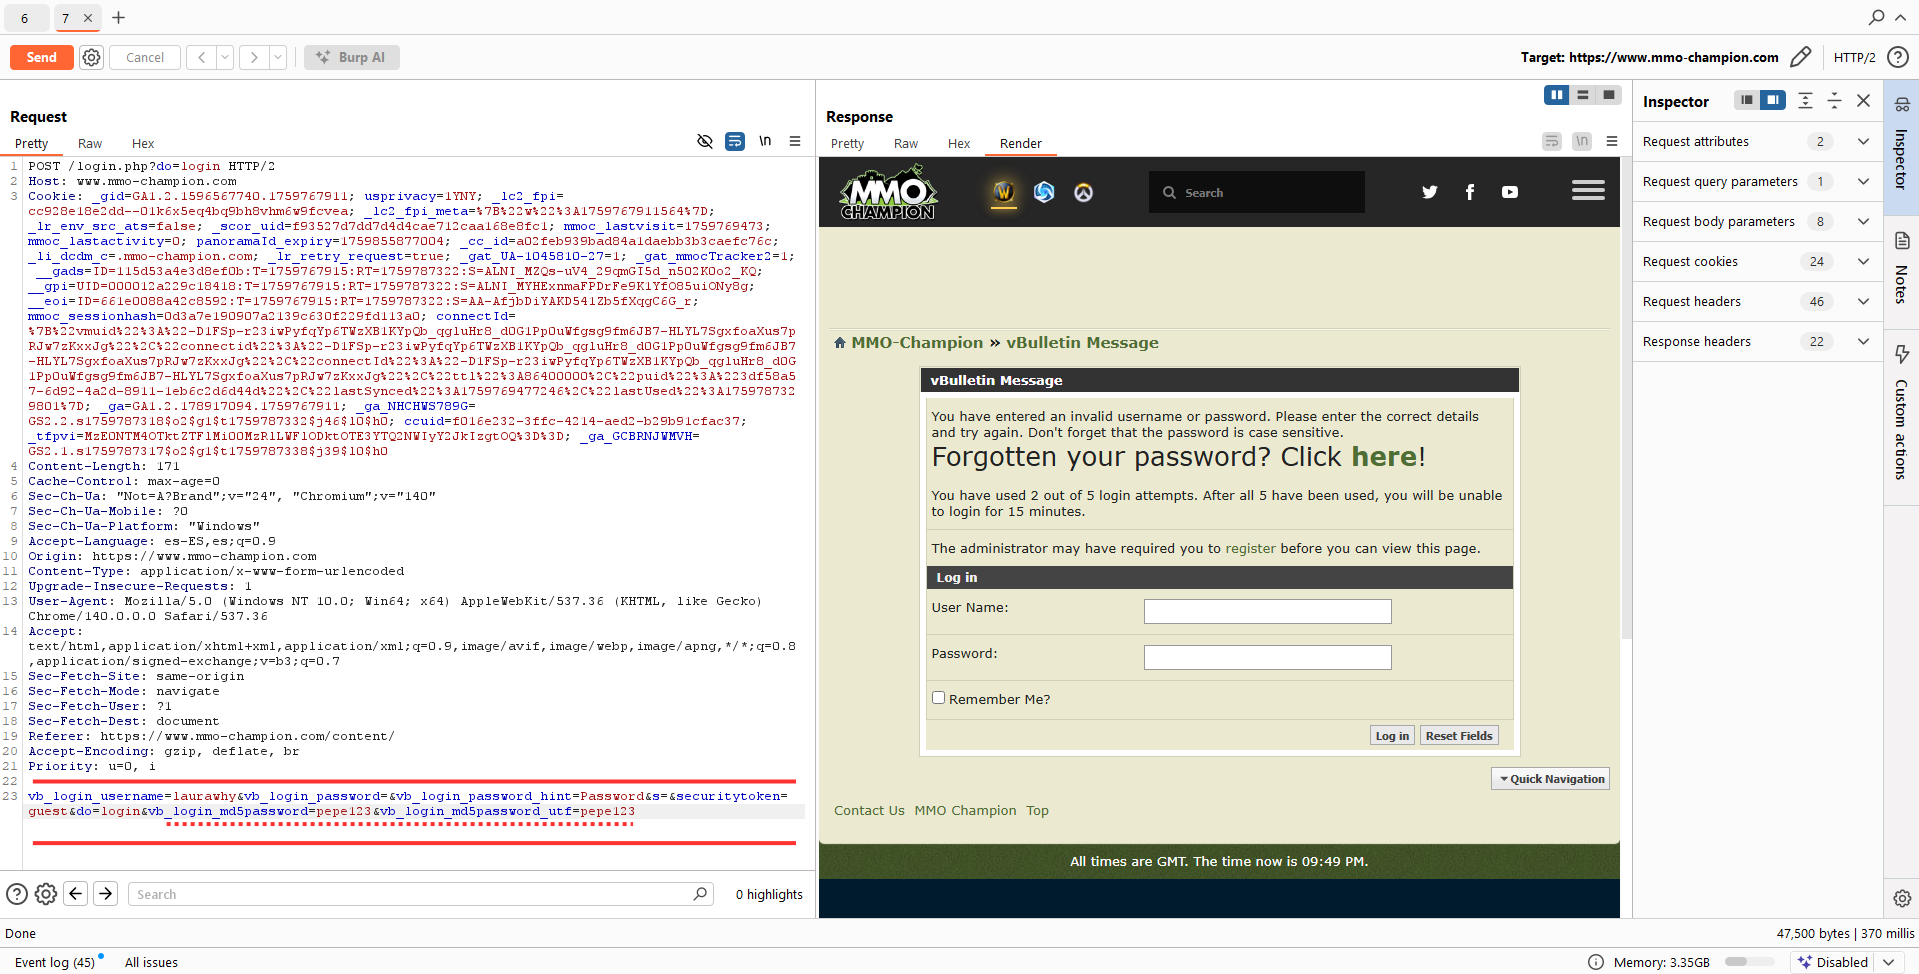 6
7
Send
Cancel
Burp AI
Target: https://www.mmo-champion.com
HTTP/2
Request
Pretty
Raw
Hex
\n
1 POST /login.php?do=login HTTP/2
2 Host: www.mmo-champion.com
3 Cookie: _gid=GA1.2.1596567740.1759767911; usprivacy=1YNY; _lc2_fpi=
cc928e18e2dd--01k6x5eq4bq9bh8vhm6w9fcvea; _lc2_fpi_meta=%7B%22w%22%3A1759767911564%7D;
_lr_env_src_ats=false; _scor_uid=f93527d7dd7d4d4cae712caa168e8fc1; mmoc_lastvisit=1759769473;
mmoc_lastactivity=0; panoramaId_expiry=1759855877004; _cc_id=a02feb939bad84a1daebb3b3caefc76c;
_li_dcdm_c=.mmo-champion.com; _lr_retry_request=true; _gat_UA-1045810-27=1; _gat_mmocTracker2=1;
__gads=ID=115d53a4e3d8ef0b:T=1759767915:RT=1759787322:S=ALNI_MZQs-uV4_29qmGI5d_n502K0o2_KQ;
__gpi=UID=000012a229c18418:T=1759767915:RT=1759787322:S=ALNI_MYHExnmaFPDrFe9K1YfO85uiONy8g;
__eoi=ID=661e0088a42c8592:T=1759767915:RT=1759787322:S=AA-AfjbDiYAKD541Zb5fXqgC6G_r;
mmoc_sessionhash=0d3a7e190907a2139c630f229fd113a0; connectId=
%7B%22vmuid%22%3A%22-D1FSp-r23iwPyfqYp6TWzXB1KYpQb_qgluHr8_dOG1PpOuWfgsg9fm6JB7-HLYL7SgxfoaXus7p
RJw7zKxxJg%22%2C%22connectid%22%3A%22-D1FSp-r23iwPyfqYp6TWzXB1KYpQb_qgluHr8_dOG1PpOuWfgsg9fm6JB7
-HLYL7SgxfoaXus7pRJw7zKxxJg%22%2C%22connectId%22%3A%22-D1FSp-r23iwPyfqYp6TWzXB1KYpQb_qgluHr8_dOG
1PpOuWfgsg9fm6JB7-HLYL7SgxfoaXus7pRJw7zKxxJg%22%2C%22ttl%22%3A86400000%2C%22puid%22%3A%223df58a5
7-6d92-4a2d-8911-1eb6c2d6d44d%22%2C%22lastSynced%22%3A1759769477246%2C%22lastUsed%22%3A175978732
9801%7D; _ga=GA1.2.178917094.1759767911; _ga_NHCHWS789G=
GS2.2.s1759787318$o2$g1$t1759787332$j46$l0$h0; ccuid=f016e232-3ffc-4214-aed2-b29b91cfac37;
_tfpvi=MzE0NTM4OTktZTF1Mi00MzR1LWF1ODktOTE3YTQ2NWIyY2JkIzgtOQ%3D%3D; _ga_GCBRNJWMVH=
GS2.1.s1759787317$o2$g1$t1759787338$j39$l0$h0
4 Content-Length: 171
5 Cache-Control: max-age=0
6 Sec-Ch-Ua: "Not=A?Brand";v="24", "Chromium";v="140"
7 Sec-Ch-Ua-Mobile: ?0
8 Sec-Ch-Ua-Platform: "Windows"
9 Accept-Language: es-ES,es;q=0.9
10 Origin: https://www.mmo-champion.com
11 Content-Type: application/x-www-form-urlencoded
12 Upgrade-Insecure-Requests: 1
13 User-Agent: Mozilla/5.0 (Windows NT 10.0; Win64; x64) AppleWebKit/537.36 (KHTML, like Gecko)
Chrome/140.0.0.0 Safari/537.36
14 Accept:
text/html,application/xhtml+xml,application/xml;q=0.9,image/avif,image/webp,image/apng,*/*;q=0.8
,application/signed-exchange;v=b3;q=0.7
15 Sec-Fetch-Site: same-origin
16 Sec-Fetch-Mode: navigate
17 Sec-Fetch-User: ?1
18 Sec-Fetch-Dest: document
19 Referer: https://www.mmo-champion.com/content/
20 Accept-Encoding: gzip, deflate, br
21 Priority: u=0, i
22
23 vb_login_username=laurawhy&vb_login_password=&vb_login_password_hint=Password&s=&securitytoken=
guest&do=login&vb_login_md5password=pepe123&vb_login_md5password_utf=pepe123
Search
0 highlights
Response
Pretty
Raw
Hex
Render
\n
MMO
CHAMPION
Search
MMO-Champion » vBulletin Message
vBulletin Message
You have entered an invalid username or password. Please enter the correct details
and try again. Don't forget that the password is case sensitive.
Forgotten your password? Click here!
You have used 2 out of 5 login attempts. After all 5 have been used, you will be unable
to login for 15 minutes.
The administrator may have required you to register before you can view this page.
Log in
User Name:
Password:
Remember Me?
Log in
Reset Fields
Quick Navigation
Contact Us
MMO Champion
Top
All times are GMT. The time now is 09:49 PM.
Inspector
Request attributes 2
Request query parameters 1
Request body parameters 8
Request cookies 24
Request headers 46
Response headers 22
Inspector
Notes
Custom actions
Done
47,500 bytes | 370 millis
Event log (45)
All issues
Memory: 3.35GB
Disabled